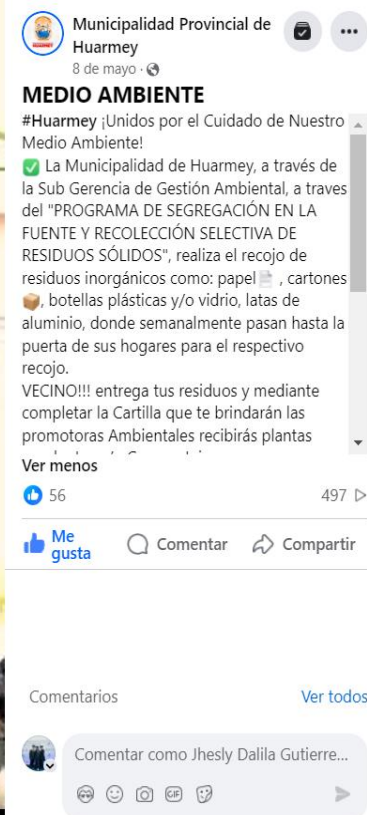 Municipalidad Provincial de
Huarmey
8 de mayo ·
MEDIO AMBIENTE
#Huarmey ¡Unidos por el Cuidado de Nuestro
Medio Ambiente!
✅ La Municipalidad de Huarmey, a través de
la Sub Gerencia de Gestión Ambiental, a traves
del "PROGRAMA DE SEGREGACIÓN EN LA
FUENTE Y RECOLECCIÓN SELECTIVA DE
RESIDUOS SÓLIDOS", realiza el recojo de
residuos inorgánicos como: papel📄 , cartones
📦, botellas plásticas y/o vidrio, latas de
aluminio, donde semanalmente pasan hasta la
puerta de sus hogares para el respectivo
recojo.
VECINO!!! entrega tus residuos y mediante
completar la Cartilla que te brindarán las
promotoras Ambientales recibirás plantas
Ver menos
56
497
Me gusta
Comentar
Compartir
Comentarios
Ver todos
Comentar como Jhesly Dalila Gutierre...
GIF